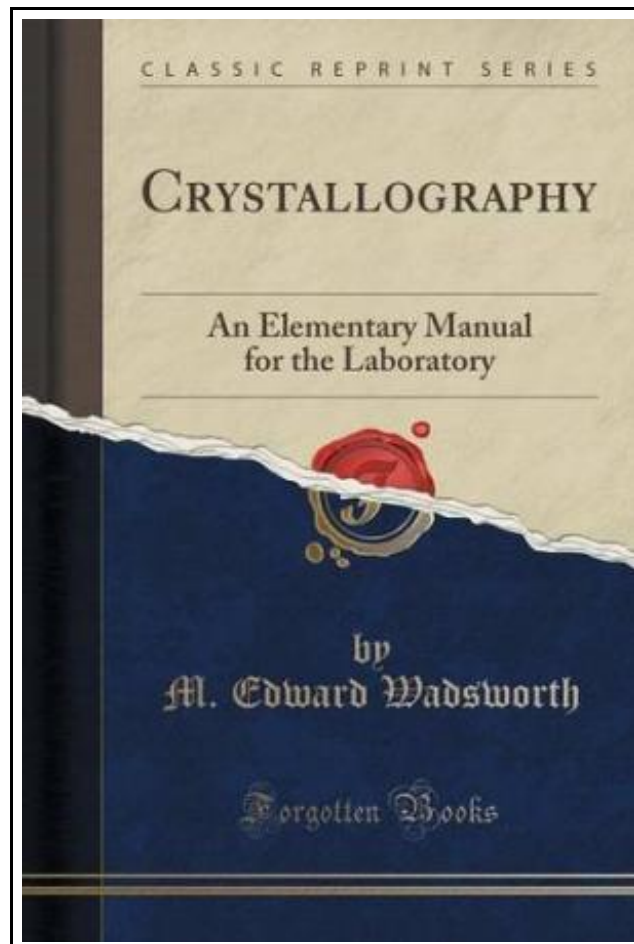 CLASSIC REPRINT SERIES
CRYSTALLOGRAPHY
An Elementary Manual
for the Laboratory
F
by
M. Edward Wadsworth
Forgotten Books